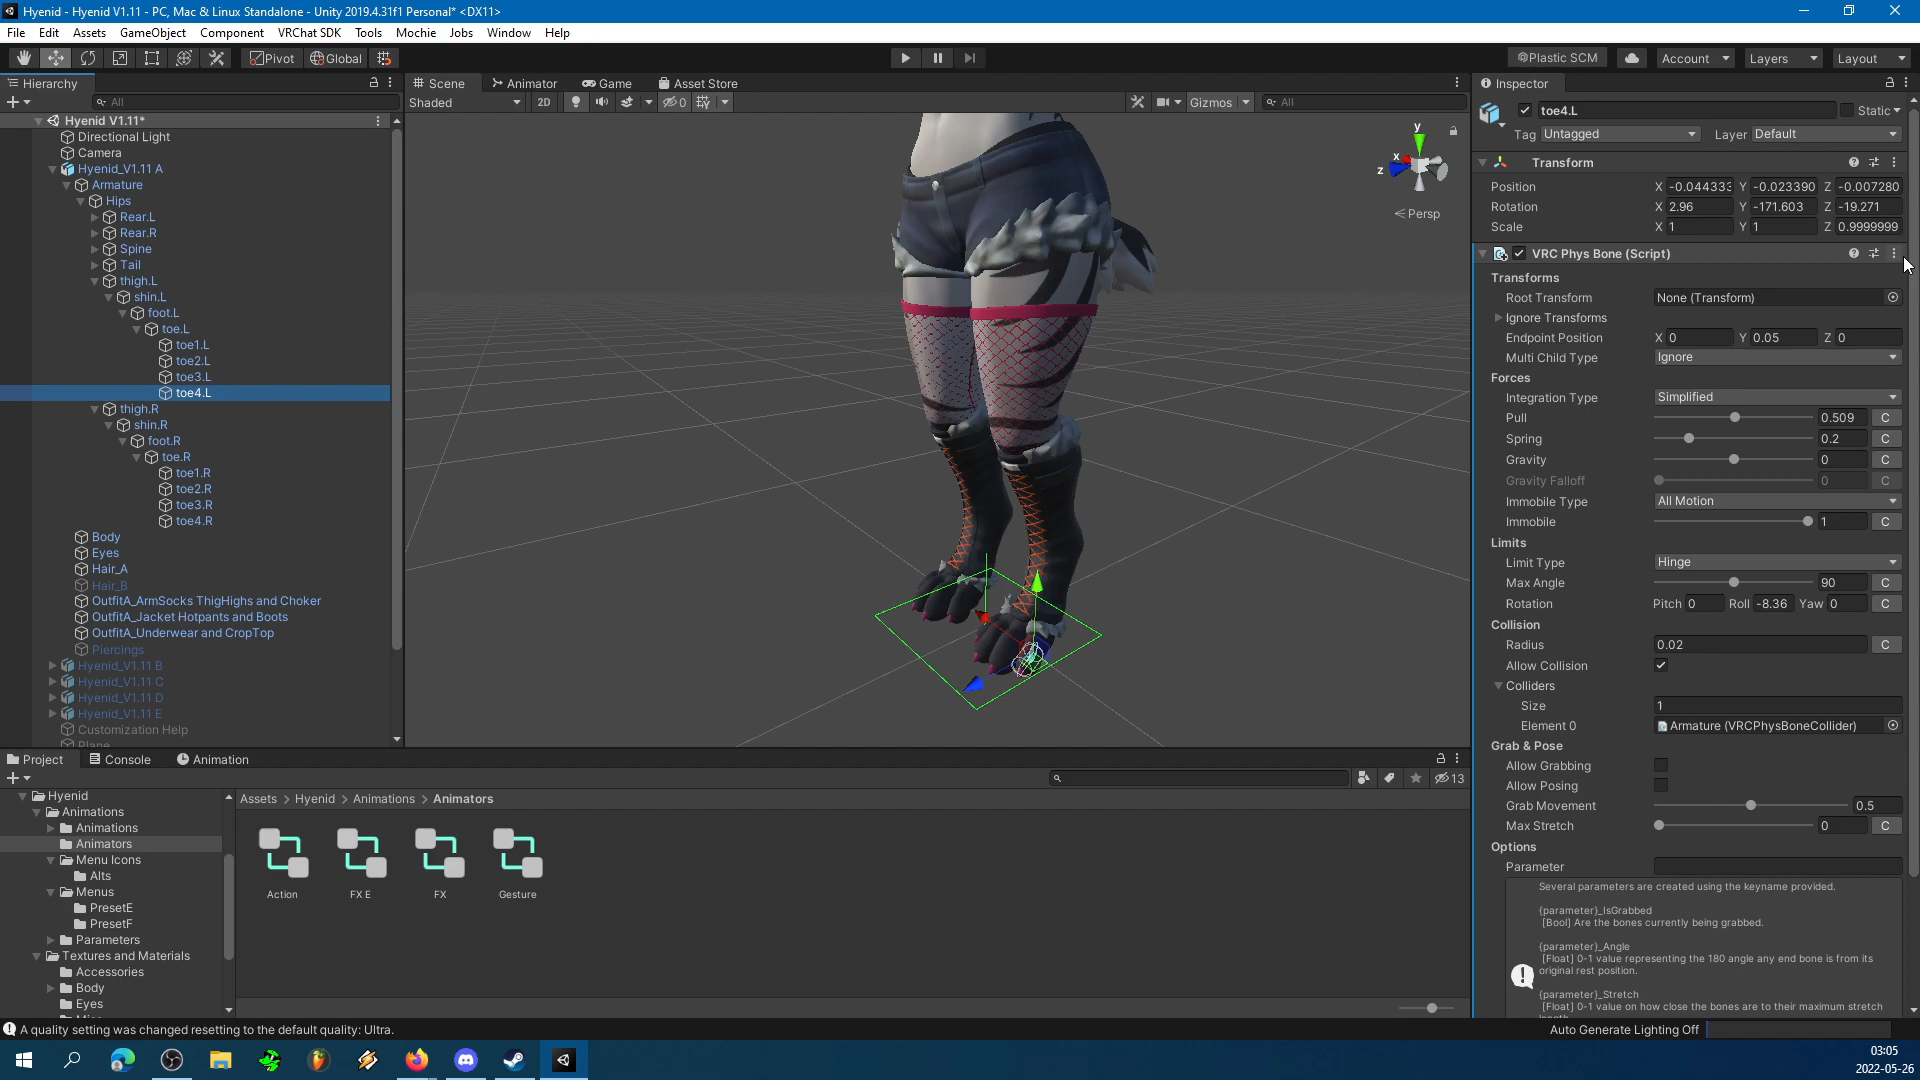 Hyenid - Hyenid V1.11 - PC, Mac & Linux Standalone - Unity 2019.4.31f1 Personal* <DX11>
File Edit Assets GameObject Component VRChat SDK Tools Mochie Jobs Window Help
Pivot Global Plastic SCM Account Layers Layout
Hierarchy
All
Hyenid V1.11*
Directional Light
Camera
Hyenid_V1.11 A
Armature
Hips
Rear.L
Rear.R
Spine
Tail
thigh.L
shin.L
foot.L
toe.L
toe1.L
toe2.L
toe3.L
toe4.L
thigh.R
shin.R
foot.R
toe.R
toe1.R
toe2.R
toe3.R
toe4.R
Body
Eyes
Hair_A
Hair_B
OutfitA_ArmSocks ThigHighs and Choker
OutfitA_Jacket Hotpants and Boots
OutfitA_Underwear and CropTop
Piercings
Hyenid_V1.11 B
Hyenid_V1.11 C
Hyenid_V1.11 D
Hyenid_V1.11 E
Customization Help
Plane
Scene Animator Game Asset Store
Shaded 2D 0 Gizmos All
y
x
z
Persp
Inspector
toe4.L Static
Tag Untagged Layer Default
Transform
Position X -0.044333 Y -0.023390 Z -0.007280
Rotation X 2.96 Y -171.603 Z -19.271
Scale X 1 Y 1 Z 0.9999999
VRC Phys Bone (Script)
Transforms
Root Transform None (Transform)
Ignore Transforms
Endpoint Position X 0 Y 0.05 Z 0
Multi Child Type Ignore
Forces
Integration Type Simplified
Pull 0.509 C
Spring 0.2 C
Gravity 0 C
Gravity Falloff 0 C
Immobile Type All Motion
Immobile 1 C
Limits
Limit Type Hinge
Max Angle 90 C
Rotation Pitch 0 Roll -8.36 Yaw 0 C
Collision
Radius 0.02 C
Allow Collision
Colliders
Size 1
Element 0 Armature (VRCPhysBoneCollider)
Grab & Pose
Allow Grabbing
Allow Posing
Grab Movement 0.5
Max Stretch 0 C
Options
Parameter
Several parameters are created using the keyname provided.
{parameter}_IsGrabbed
[Bool] Are the bones currently being grabbed.
{parameter}_Angle
[Float] 0-1 value representing the 180 angle any end bone is from its
original rest position.
{parameter}_Stretch
[Float] 0-1 value on how close the bones are to their maximum stretch
length.
Project Console Animation
13
Hyenid
Animations
Animations
Animators
Menu Icons
Alts
Menus
PresetE
PresetF
Parameters
Textures and Materials
Accessories
Body
Eyes
Assets > Hyenid > Animations > Animators
Action FX E FX Gesture
A quality setting was changed resetting to the default quality: Ultra.
Auto Generate Lighting Off
03:05
2022-05-26